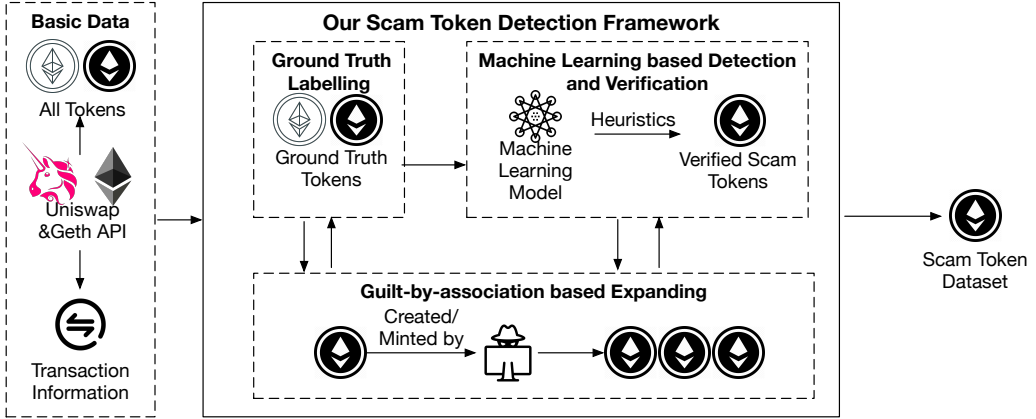 Basic Data
All Tokens
Uniswap
&Geth API
Transaction
Information
Our Scam Token Detection Framework
Ground Truth
Labelling
Ground Truth
Tokens
Machine Learning based Detection
and Verification
Machine
Learning
Model
Heuristics
Verified Scam
Tokens
Guilt-by-association based Expanding
Created/
Minted by
Scam Token
Dataset